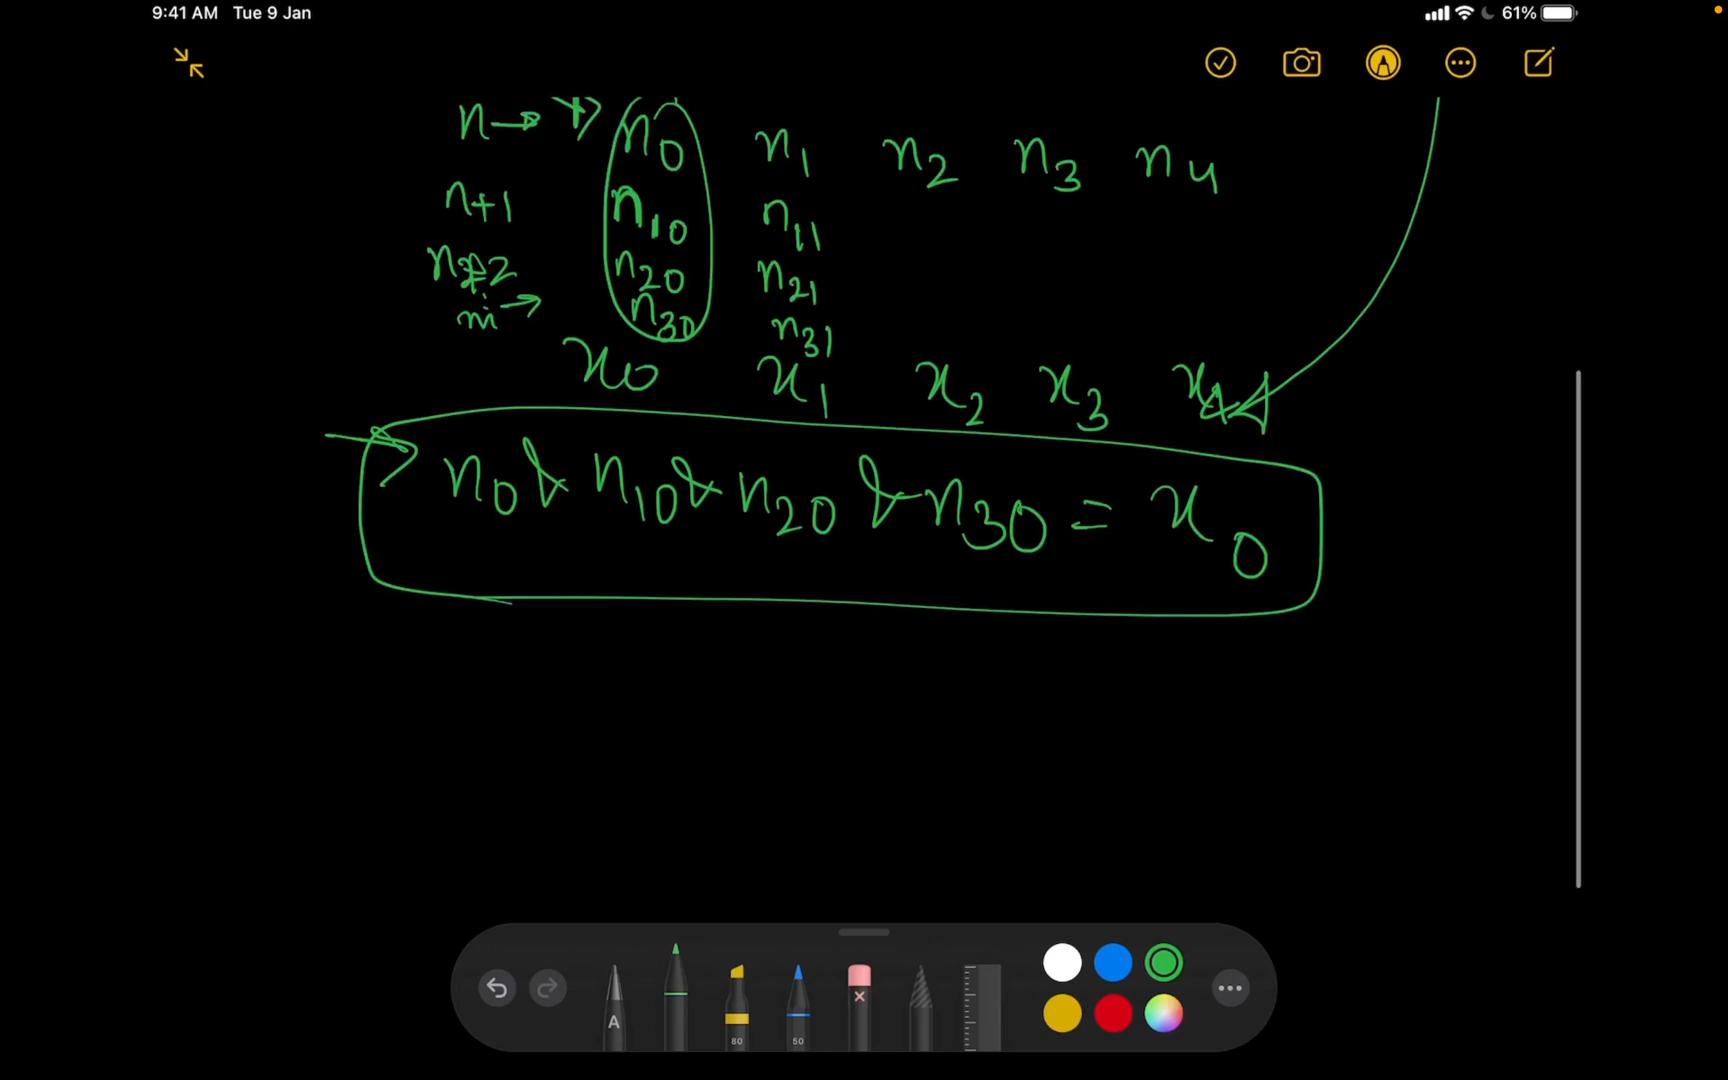 9:41 AM Tue 9 Jan 61%
n → n0 n1 n2 n3 n4
n+1 n10 n11
n+2 n20 n21
m → n30 n31
x0 x1 x2 x3 x4
n0 & n10 & n20 & n30 = x0
A 80 50